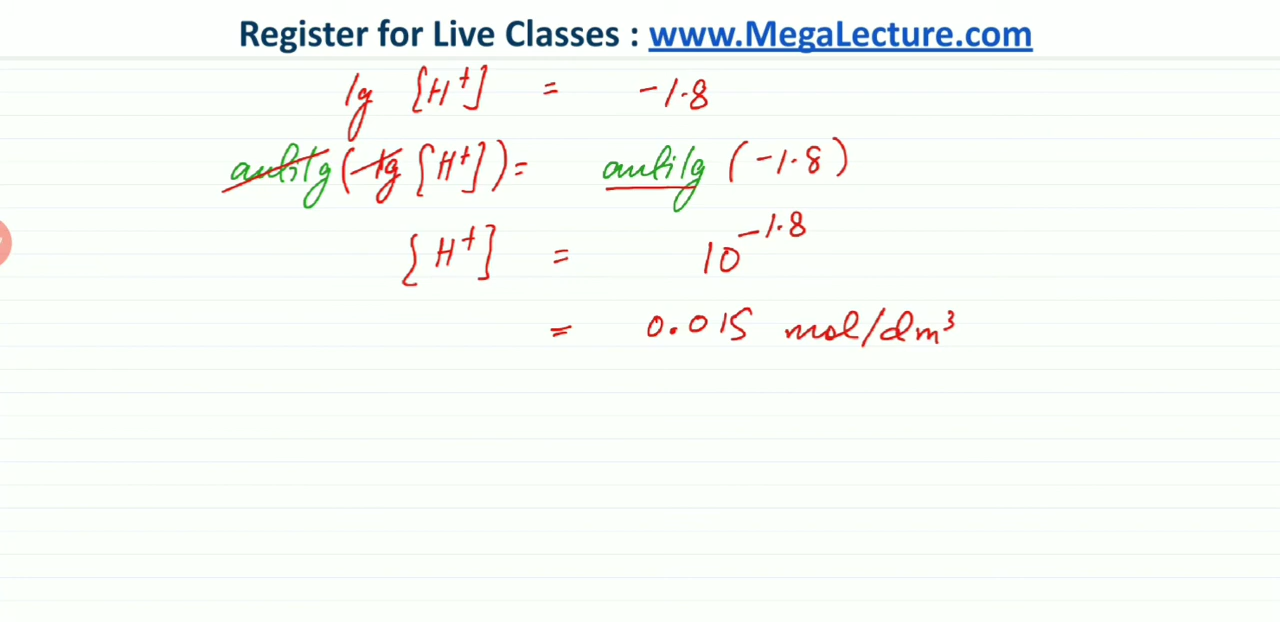 Register for Live Classes : www.MegaLecture.com
lg [H⁺] = -1.8
antilg (lg [H⁺]) = antilg (-1.8)
[H⁺] = 10⁻¹·⁸
= 0.015 mol/dm³